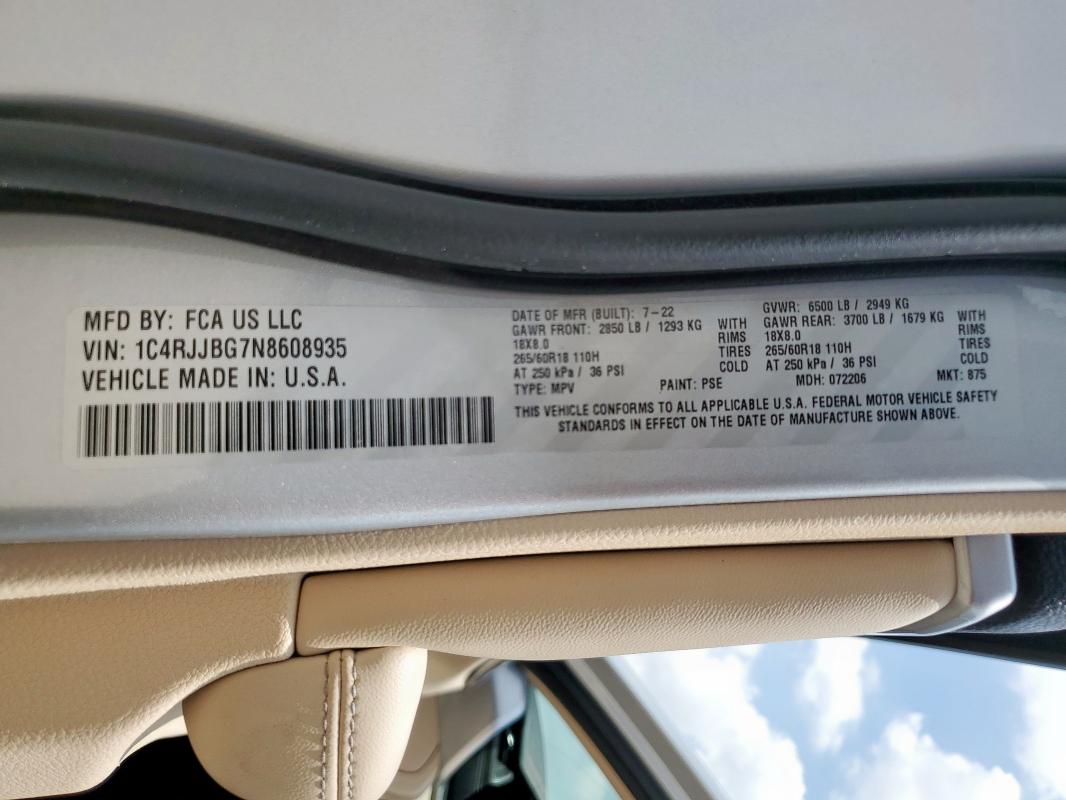 MFD BY: FCA US LLC
VIN: 1C4RJJBG7N8608935
VEHICLE MADE IN: U.S.A.
DATE OF MFR (BUILT): 7-22
GAWR FRONT: 2850 LB / 1293 KG
18X8.0
265/60R18 110H
AT 250 kPa / 36 PSI
WITH
RIMS
TIRES
COLD
GVWR: 6500 LB / 2949 KG
GAWR REAR: 3700 LB / 1679 KG
18X8.0
265/60R18 110H
AT 250 kPa / 36 PSI
WITH
RIMS
TIRES
COLD
TYPE: MPV PAINT: PSE MDH: 072206 MKT: 875
THIS VEHICLE CONFORMS TO ALL APPLICABLE U.S.A. FEDERAL MOTOR VEHICLE SAFETY
STANDARDS IN EFFECT ON THE DATE OF MANUFACTURE SHOWN ABOVE.